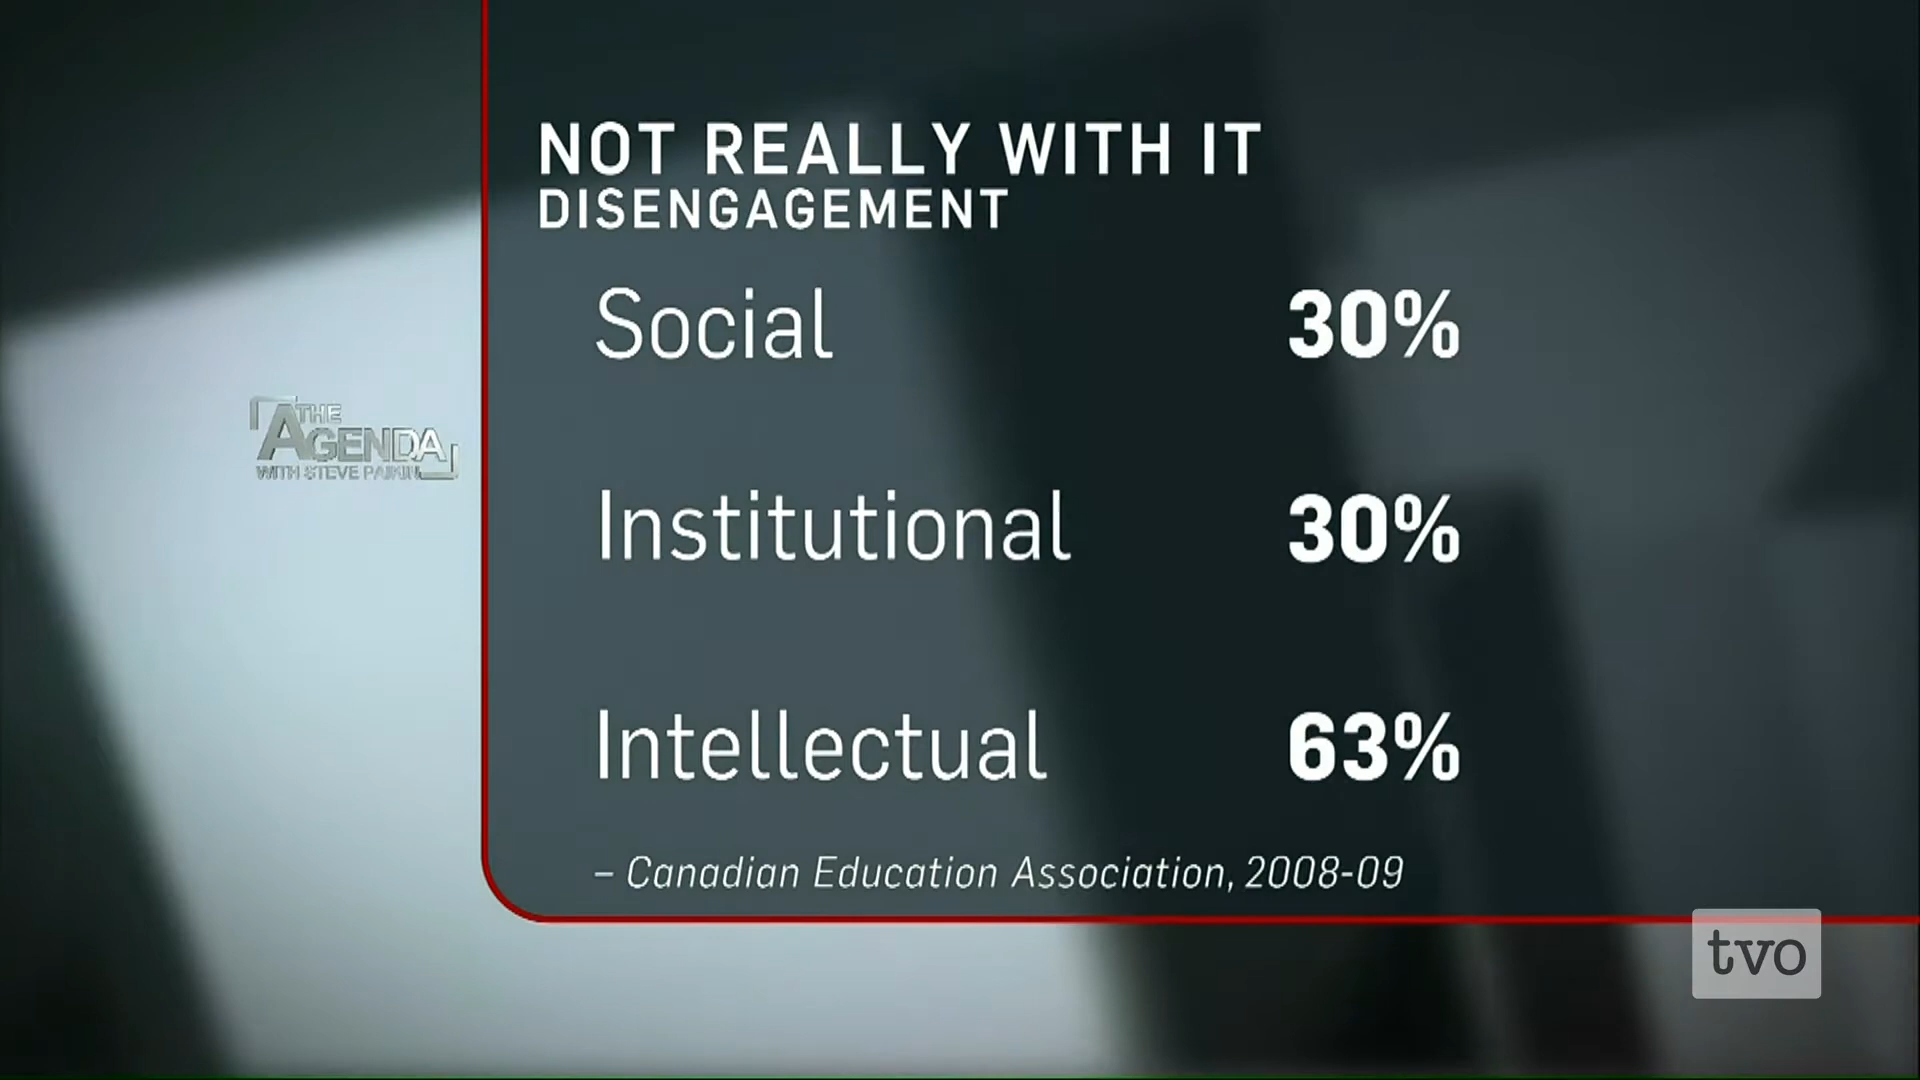 NOT REALLY WITH IT
DISENGAGEMENT
Social 30%
THE
AGENDA
WITH STEVE PAIKIN
Institutional 30%
Intellectual 63%
– Canadian Education Association, 2008-09
tvo